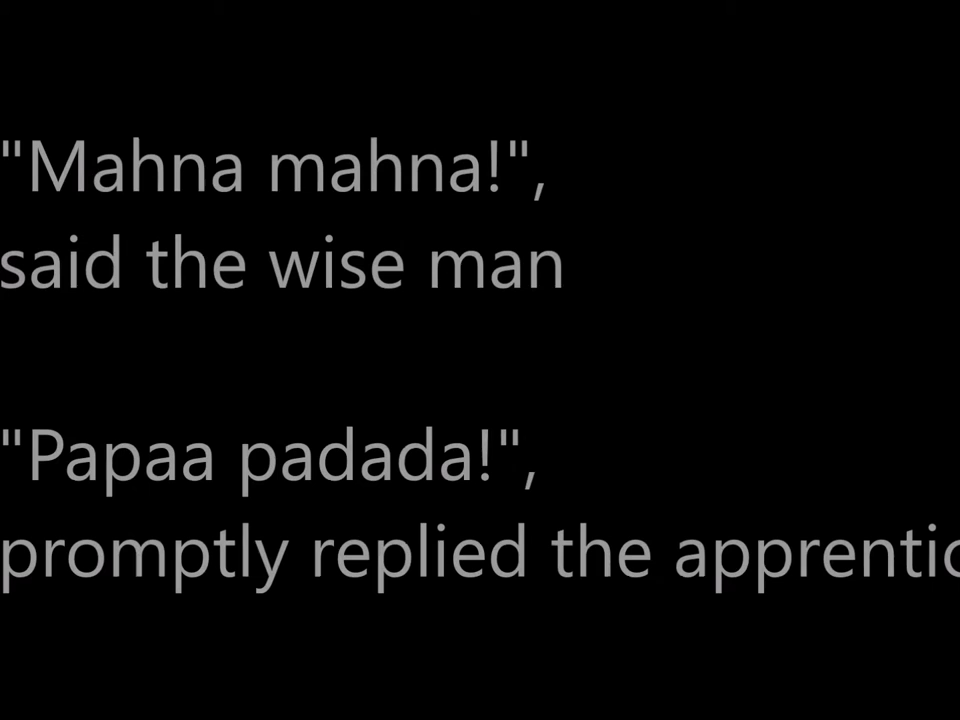 "Mahna mahna!",
said the wise man
"Papaa padada!",
promptly replied the apprentic